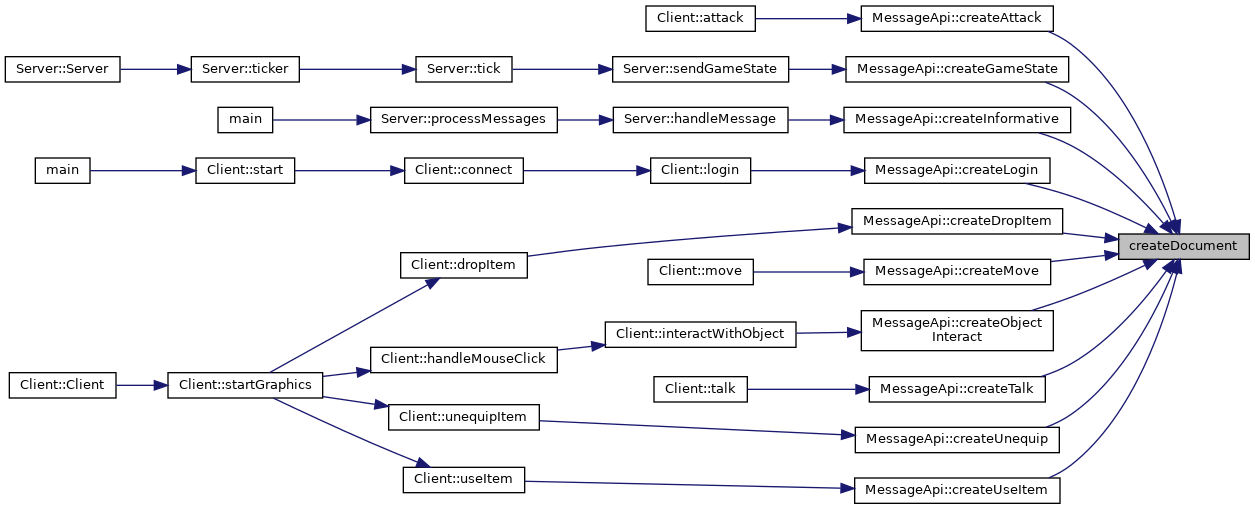 Client::attack
MessageApi::createAttack
Server::Server
Server::ticker
Server::tick
Server::sendGameState
MessageApi::createGameState
main
Server::processMessages
Server::handleMessage
MessageApi::createInformative
main
Client::start
Client::connect
Client::login
MessageApi::createLogin
MessageApi::createDropItem
createDocument
Client::dropItem
Client::move
MessageApi::createMove
MessageApi::createObject
Interact
Client::interactWithObject
Client::handleMouseClick
Client::Client
Client::startGraphics
Client::talk
MessageApi::createTalk
Client::unequipItem
MessageApi::createUnequip
Client::useItem
MessageApi::createUseItem